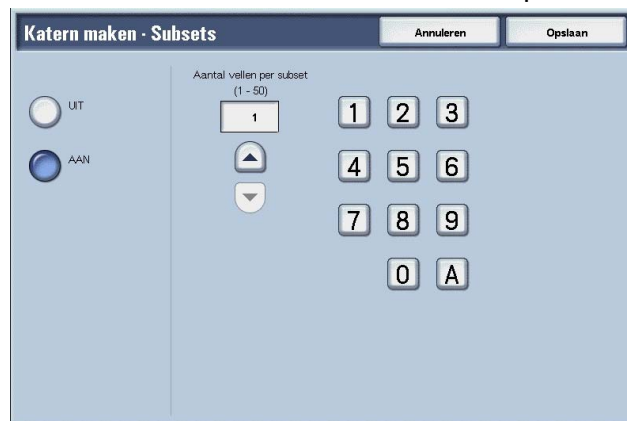 Katern maken - Subsets
Annuleren
Opslaan
UIT
AAN
Aantal vellen per subset
(1 - 50)
1
1 2 3
4 5 6
7 8 9
0 A